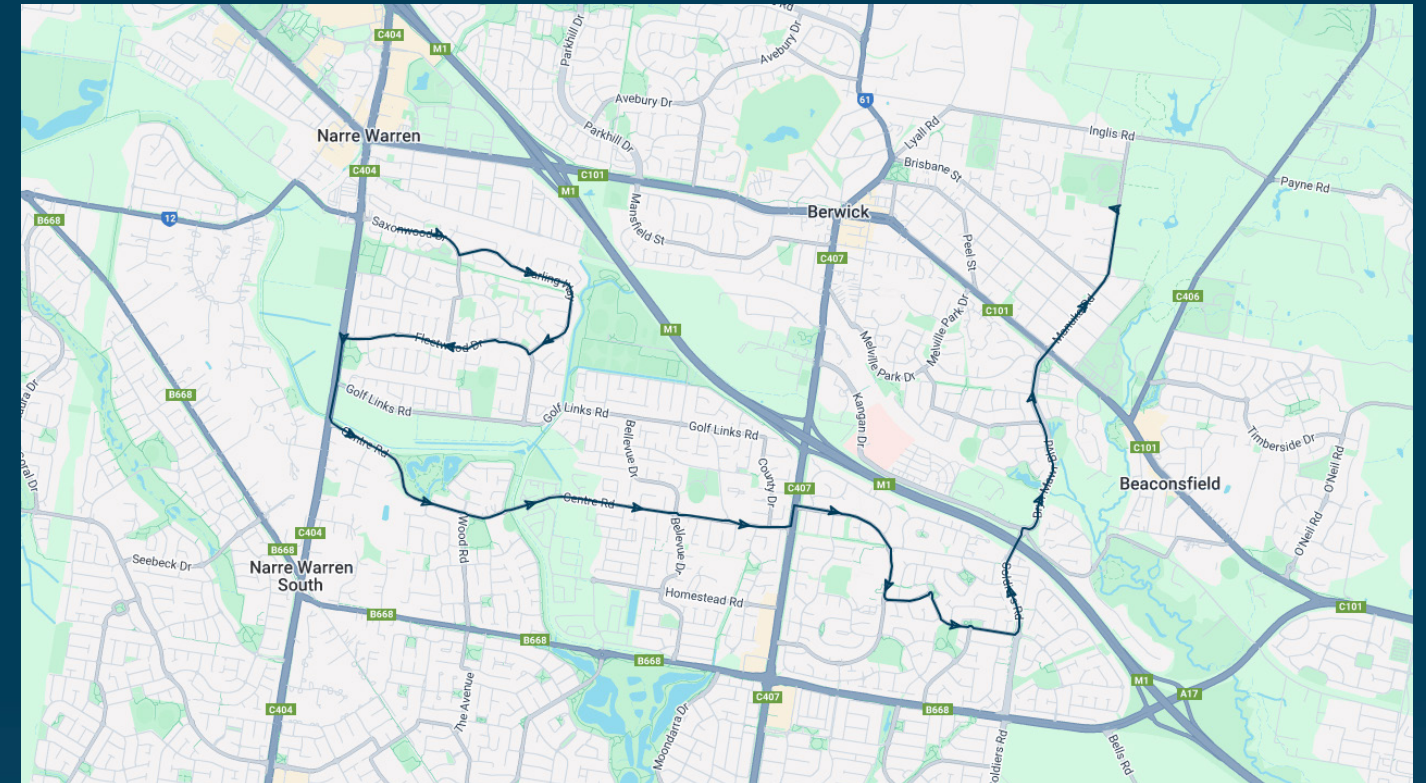 C404
M1
Parkhill Dr
Avebury Dr
Avebury Dr
61
Narre Warren
Parkhill Dr
Lyall Rd
Inglis Rd
C404
C101
Brisbane St
M1
Payne Rd
B668
12
Saxonwood Dr
Mansfield St
Berwick
Peel St
C407
C406
C101
M1
Melville Park Dr
Manuka Rd
Fleetwood Dr
Melville Park Dr
B668
Golf Links Rd
Golf Links Rd
Golf Links Rd
Kangan Dr
Bellevue Dr
Centre Rd
Timberside Dr
C101
O'Neil Rd
County Dr
Beaconsfield
C407
M1
Centre Rd
Wood Rd
C404
Bellevue Dr
B668
Seebeck Dr
Narre Warren
South
O'Neil Rd
Homestead Rd
Soldiers Rd
B668
C101
B668
B668
M1
A17
C407
C404
B668
The Avenue
Moondarra Dr
Bells Rd